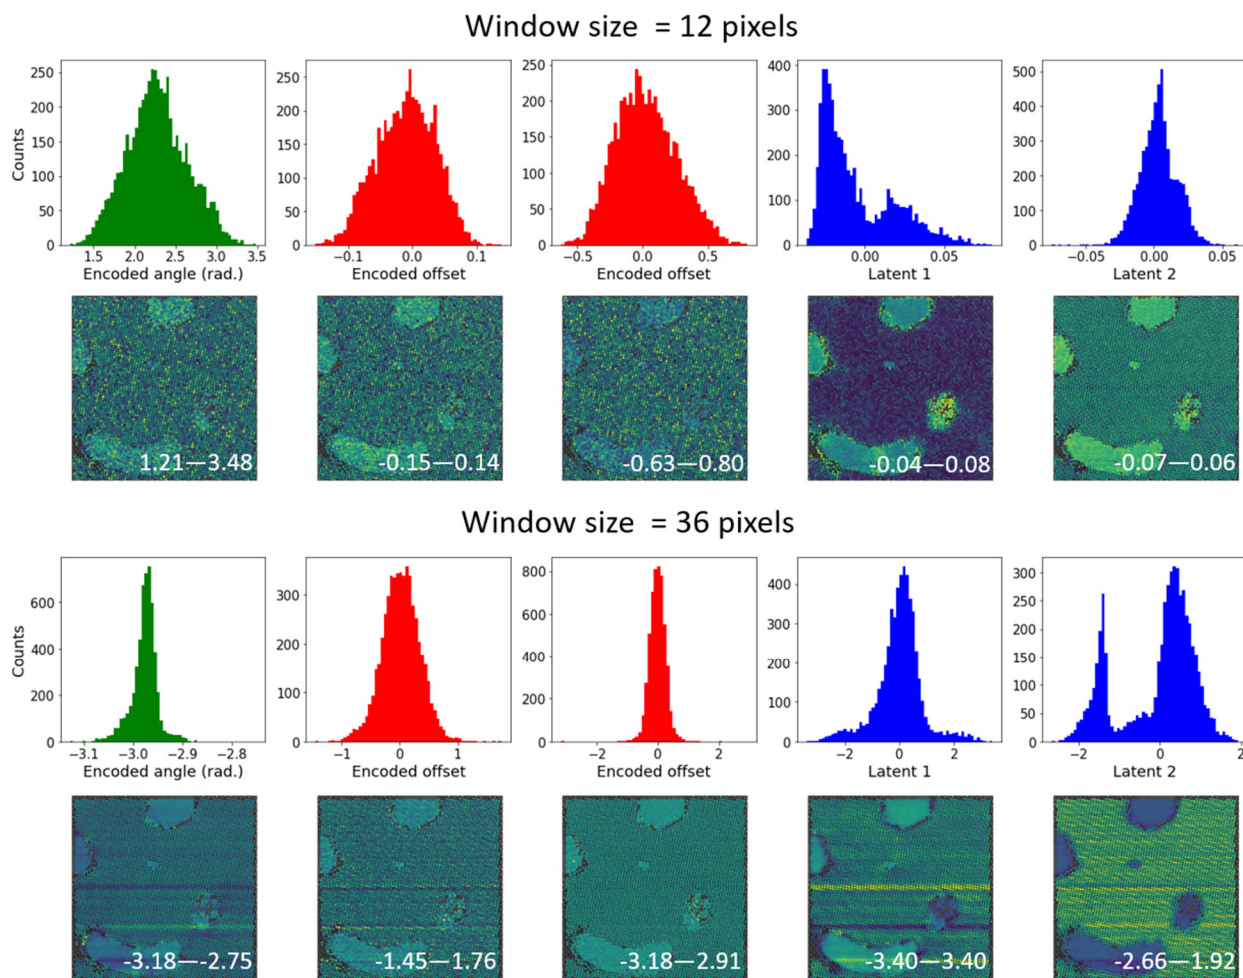 Window size = 12 pixels
250
200
150
100
50
0
Counts
1.5 2.0 2.5 3.0 3.5
Encoded angle (rad.)
250
200
150
100
50
0
−0.1 0.0 0.1
Encoded offset
250
200
150
100
50
0
−0.5 0.0 0.5
Encoded offset
400
300
200
100
0
0.00 0.05
Latent 1
500
400
300
200
100
0
−0.05 0.00 0.05
Latent 2
1.21—3.48
-0.15—0.14
-0.63—0.80
-0.04—0.08
-0.07—0.06
Window size = 36 pixels
600
400
200
0
Counts
−3.1 −3.0 −2.9 −2.8
Encoded angle (rad.)
300
200
100
0
−1 0 1
Encoded offset
800
600
400
200
0
−2 0 2
Encoded offset
400
300
200
100
0
−2 0 2
Latent 1
300
250
200
150
100
50
0
−2 0 2
Latent 2
-3.18—-2.75
-1.45—1.76
-3.18—2.91
-3.40—3.40
-2.66—1.92